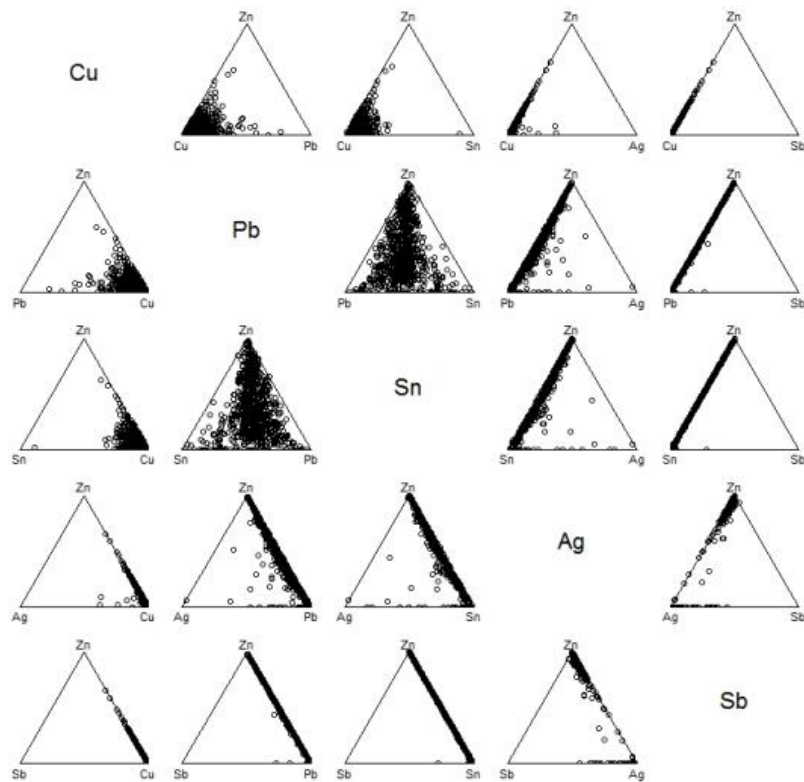 Zn Zn Zn Zn
Cu
Cu Pb Cu Sn Cu Ag Cu Sb
Zn Zn Zn Zn
Pb
Pb Cu Pb Sn Pb Ag Pb Sb
Zn Zn Zn Zn
Sn
Sn Cu Sn Pb Sn Ag Sn Sb
Zn Zn Zn Zn
Ag
Ag Cu Ag Pb Ag Sn Ag Sb
Zn Zn Zn Zn
Sb
Sb Cu Sb Pb Sb Sn Sb Ag